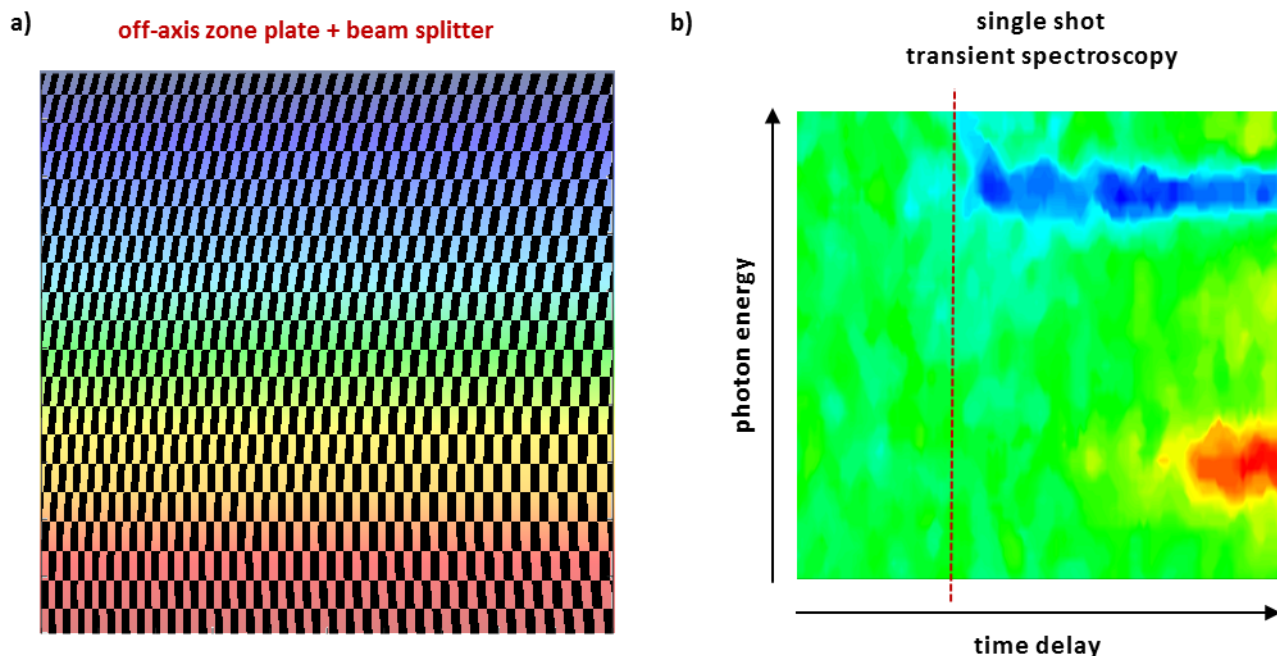 a)
off-axis zone plate + beam splitter
b)
single shot
transient spectroscopy
photon energy
time delay